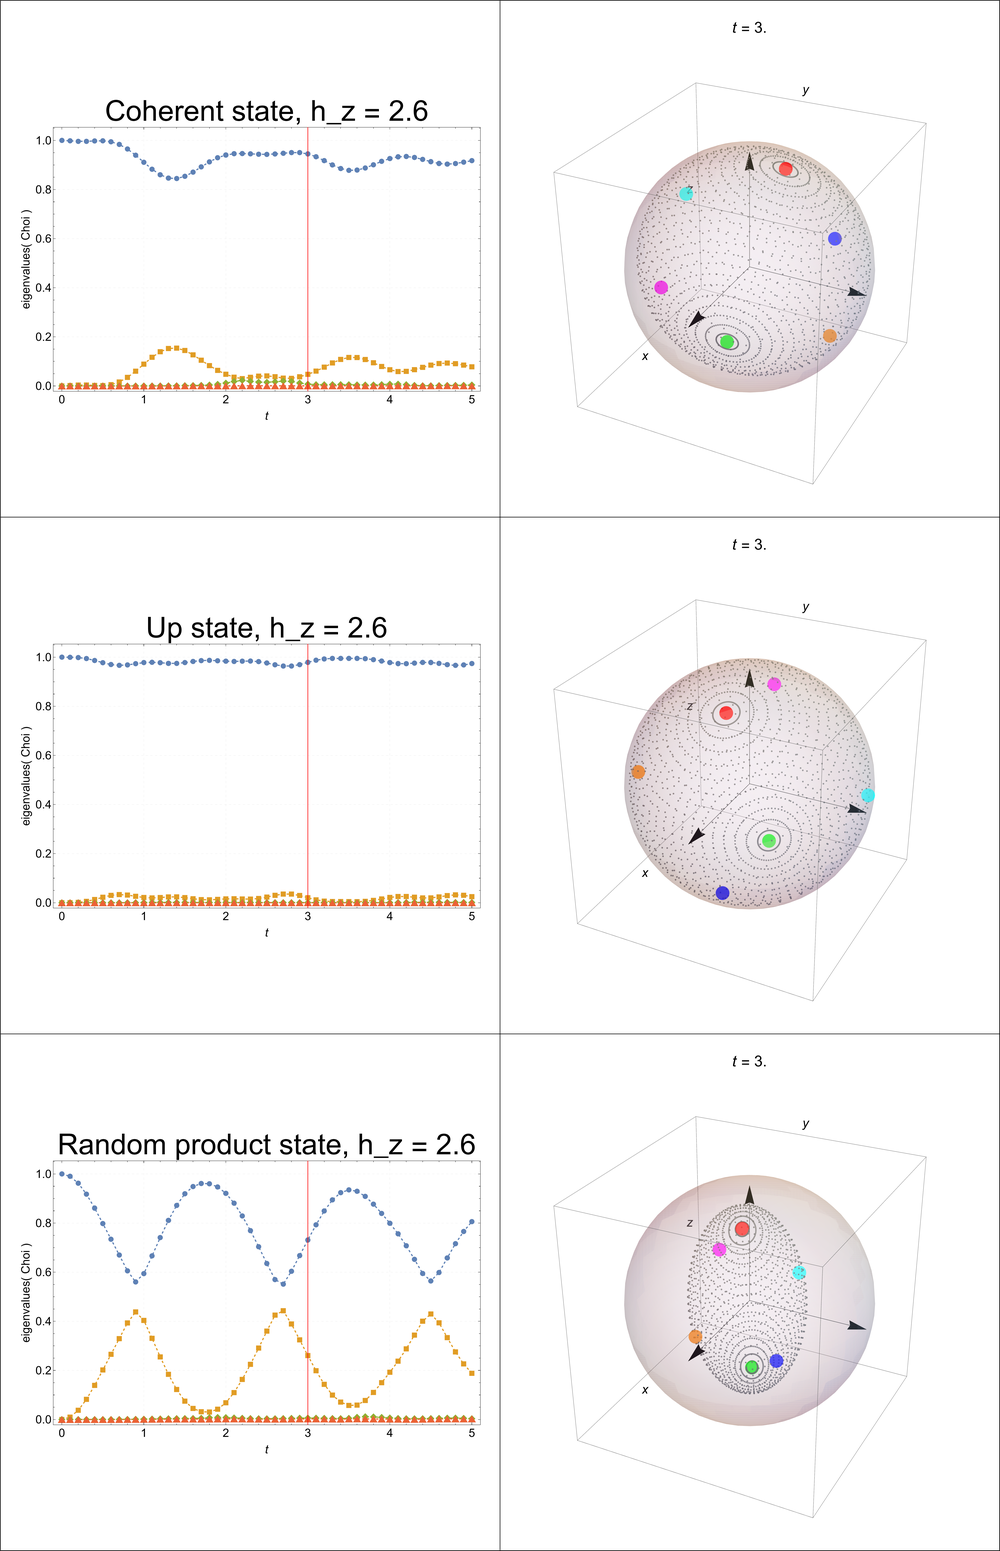 Coherent state, h_z = 2.6
eigenvalues( Choi )
1.0
0.8
0.6
0.4
0.2
0.0
0 1 2 3 4 5
t
t = 3.
y
z
x
Up state, h_z = 2.6
eigenvalues( Choi )
1.0
0.8
0.6
0.4
0.2
0.0
0 1 2 3 4 5
t
t = 3.
y
z
x
Random product state, h_z = 2.6
eigenvalues( Choi )
1.0
0.8
0.6
0.4
0.2
0.0
0 1 2 3 4 5
t
t = 3.
y
z
x